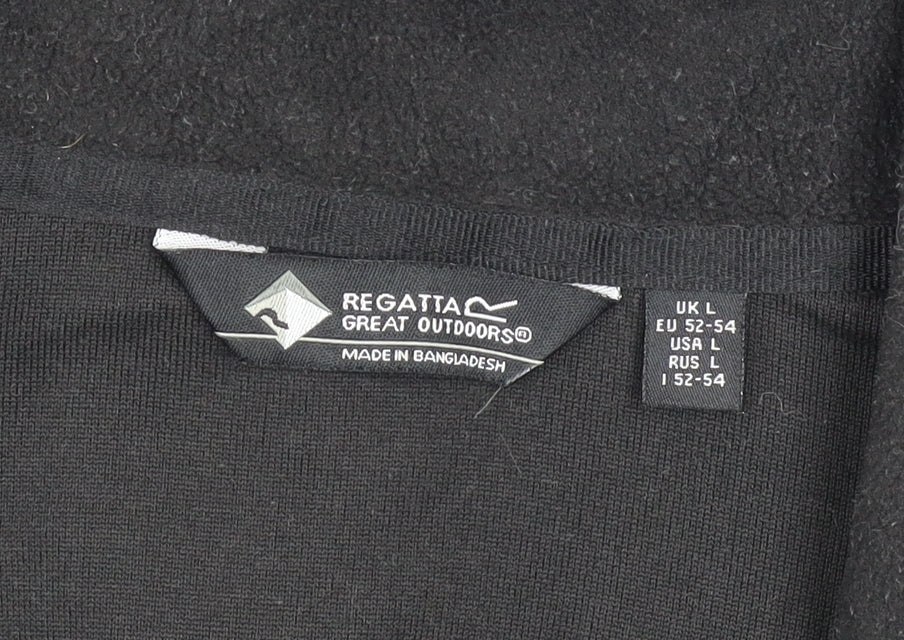 REGATTA R
GREAT OUTDOORS®
MADE IN BANGLADESH
UK L
EU 52-54
USA L
RUS L
I 52-54